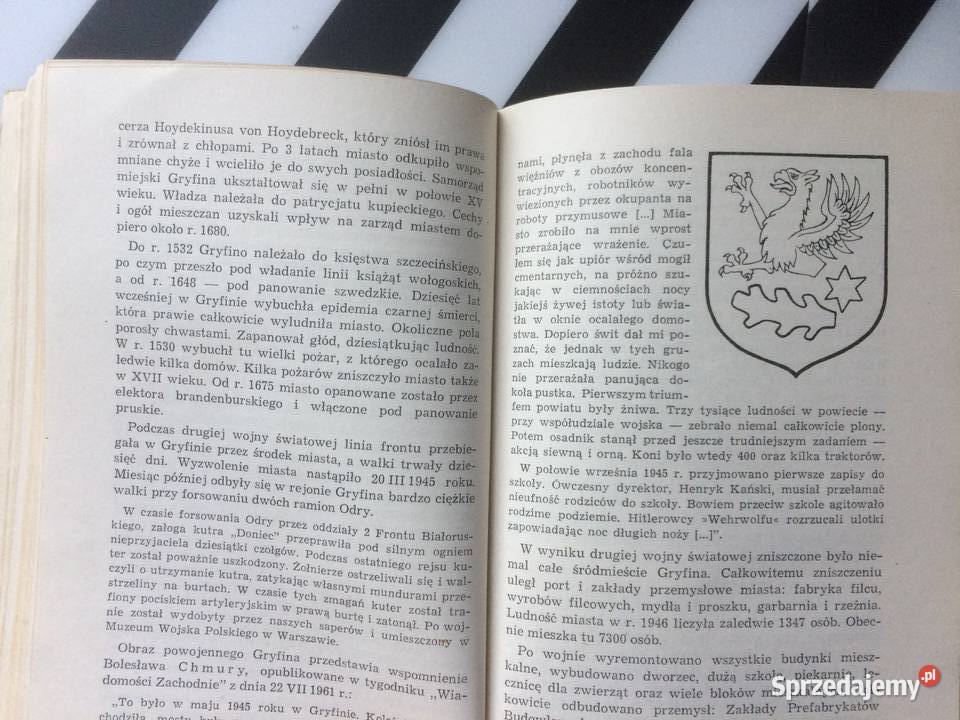 cerza Hoydekinusa von Hoydebreck, który zniósł im prawa
i zrównał z chłopami. Po 3 latach miasto odkupiło wspo-
mniane chyże i wcieliło je do swych posiadłości. Samorząd
miejski Gryfina ukształtował się w pełni w połowie XV
wieku. Władza należała do patrycjatu kupieckiego. Cechy
i ogół mieszczan uzyskali wpływ na zarząd miastem do-
piero około r. 1680.
Do r. 1532 Gryfino należało do księstwa szczecińskiego,
po czym przeszło pod władanie linii książąt wołogoskich,
a od r. 1648 — pod panowanie szwedzkie. Dziesięć lat
wcześniej w Gryfinie wybuchła epidemia czarnej śmierci,
która prawie całkowicie wyludniła miasto. Okoliczne pola
porosły chwastami. Zapanował głód, dziesiątkując ludność.
W r. 1530 wybuchł tu wielki pożar, z którego ocalało za-
ledwie kilka domów. Kilka pożarów zniszczyło miasto także
w XVII wieku. Od r. 1675 miasto opanowane zostało przez
elektora brandenburskiego i włączone pod panowanie
pruskie.
Podczas drugiej wojny światowej linia frontu przebie-
gała w Gryfinie przez środek miasta, a walki trwały dzie-
sięć dni. Wyzwolenie miasta nastąpiło 20 III 1945 roku.
Miesiąc później odbyły się w rejonie Gryfina bardzo ciężkie
walki przy forsowaniu dwóch ramion Odry.
W czasie forsowania Odry przez oddziały 2 Frontu Białorus-
kiego, załoga kutra „Doniec” przeprawiła pod silnym ogniem
nieprzyjaciela dziesiątki czołgów. Podczas ostatniego rejsu ku-
ter został poważnie uszkodzony. Żołnierze ostrzeliwali się i wal-
czyli o utrzymanie kutra, zatykając własnymi mundurami prze-
strzeliny na burtach. W czasie tych zmagań kuter został tra-
fiony pociskiem artyleryjskim w prawą burtę i zatonął. Po woj-
nie został wydobyty przez naszych saperów i umieszczony w
Muzeum Wojska Polskiego w Warszawie.
Obraz powojennego Gryfina przedstawia wspomnienie
Bolesława Chmury, opublikowane w tygodniku „Wia-
domości Zachodnie” z dnia 22 VII 1961 r.:
„To było w maju 1945 roku w Gryfinie.
nami, płynęła z zachodu fala
więźniów z obozów koncen-
tracyjnych, robotników wy-
wiezionych przez okupanta na
roboty przymusowe [...] Mia-
sto zrobiło na mnie wprost
przerażające wrażenie. Czu-
łem się jak upiór wśród mogił
cmentarnych, na próżno szu-
kając w ciemnościach nocy
jakiejś żywej istoty lub świa-
tła w oknie ocalałego domo-
stwa. Dopiero świt dał mi po-
znać, że jednak w tych gru-
zach mieszkają ludzie. Nikogo
nie przerażała panująca do-
koła pustka. Pierwszym trium-
fem powiatu były żniwa. Trzy tysiące ludności w powiecie —
przy współudziale wojska — zebrało niemal całkowicie plony.
Potem osadnik stanął przed jeszcze trudniejszym zadaniem —
akcją siewną i orną. Koni było wtedy 400 oraz kilka traktorów.
W połowie września 1945 r. przyjmowano pierwsze zapisy do
szkoły. Ówczesny dyrektor, Henryk Kański, musiał przełamać
nieufność rodziców do szkoły. Bowiem przeciw szkole agitowało
rodzime podziemie. Hitlerowcy »Wehrwolfu« rozrzucali ulotki
zapowiadając noc długich noży [...]”.
W wyniku drugiej wojny światowej zniszczone było nie-
mal całe śródmieście Gryfina. Całkowitemu zniszczeniu
uległ port i zakłady przemysłowe miasta: fabryka filcu,
wyrobów filcowych, mydła i proszku, garbarnia i rzeźnia.
Ludność miasta w r. 1946 liczyła zaledwie 1347 osób. Obec-
nie mieszka tu 7300 osób.
Po wojnie wyremontowano wszystkie budynki miesz-
kalne, wybudowano dworzec, dużą szkołę, piekarnię, le-
cznicę dla zwierząt oraz wiele bloków
kowicie odbudowano przemysł: Zakłady Prefabrykatów
Sprzedajemy.pl